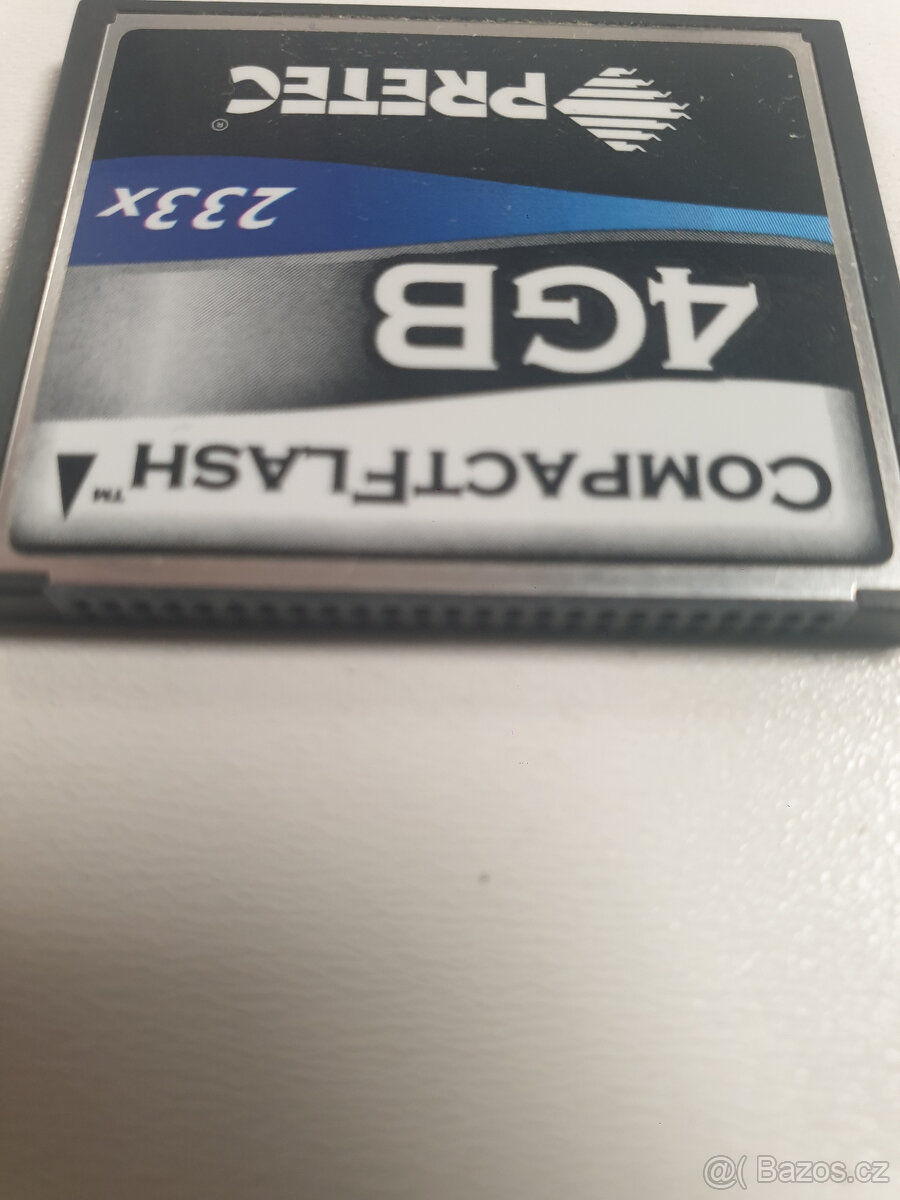 COMPACTFLASH™
4GB
233x
PRETEC®
@( Bazos.cz